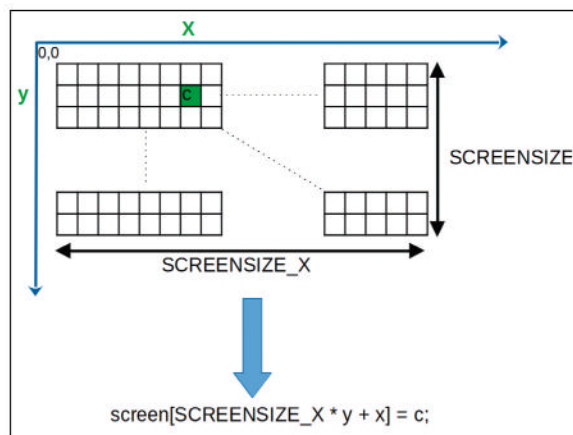 X
0,0
y
c
SCREENSIZE
SCREENSIZE_X
screen[SCREENSIZE_X * y + x] = c;